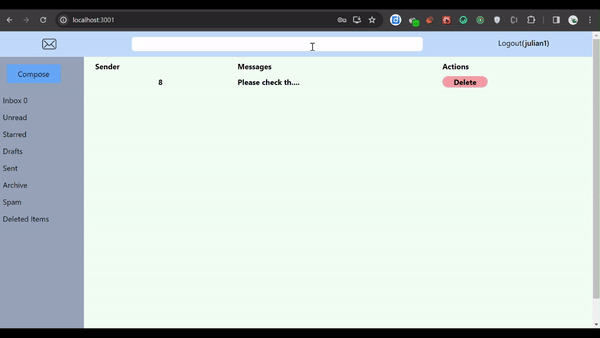 localhost:3001
Logout(julian1)
Compose
Inbox 0
Unread
Starred
Drafts
Sent
Archive
Spam
Deleted Items
Sender Messages Actions
8 Please check th.... Delete